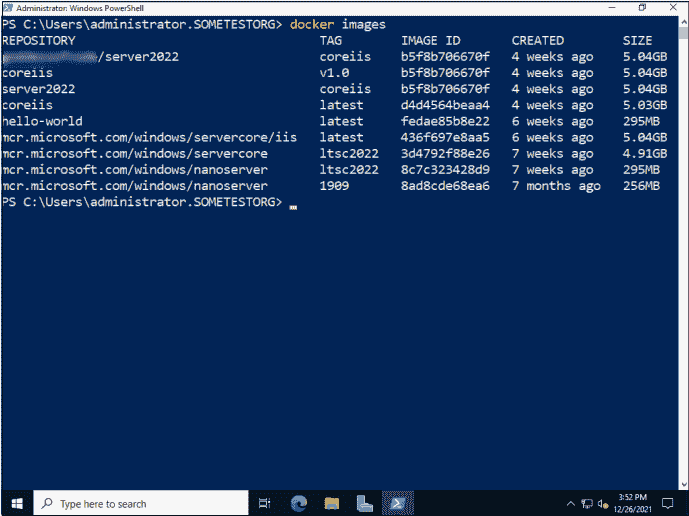 Administrator: Windows PowerShell
PS C:\Users\administrator.SOMETESTORG> docker images
REPOSITORY TAG IMAGE ID CREATED SIZE
/server2022 coreiis b5f8b706670f 4 weeks ago 5.04GB
coreiis v1.0 b5f8b706670f 4 weeks ago 5.04GB
server2022 coreiis b5f8b706670f 4 weeks ago 5.04GB
coreiis latest d4d4564beaa4 4 weeks ago 5.03GB
hello-world latest fedae85b8e22 6 weeks ago 295MB
mcr.microsoft.com/windows/servercore/iis latest 436f697e8aa5 6 weeks ago 5.04GB
mcr.microsoft.com/windows/servercore ltsc2022 3d4792f88e26 7 weeks ago 4.91GB
mcr.microsoft.com/windows/nanoserver ltsc2022 8c7c323428d9 7 weeks ago 295MB
mcr.microsoft.com/windows/nanoserver 1909 8ad8cde68ea6 7 months ago 256MB
PS C:\Users\administrator.SOMETESTORG>
Type here to search
3:52 PM
12/26/2021